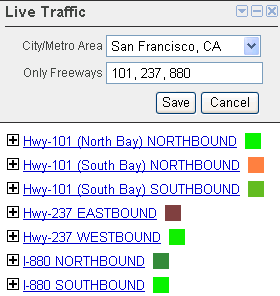 Live Traffic
City/Metro Area San Francisco, CA
Only Freeways 101, 237, 880
Save Cancel
Hwy-101 (North Bay) NORTHBOUND
Hwy-101 (South Bay) NORTHBOUND
Hwy-101 (South Bay) SOUTHBOUND
Hwy-237 EASTBOUND
Hwy-237 WESTBOUND
I-880 NORTHBOUND
I-880 SOUTHBOUND